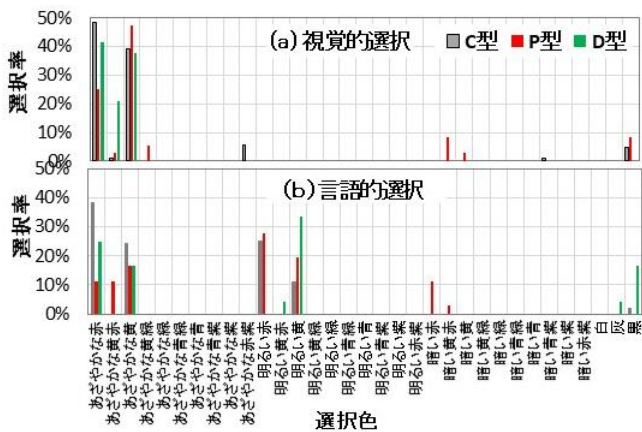 (a) 視覚的選択
C型
P型
D型
選択率
50%
40%
30%
20%
10%
0%
(b) 言語的選択
選択率
50%
40%
30%
20%
10%
0%
あざやかな赤
あざやかな黄赤
あざやかな黄
あざやかな黄緑
あざやかな緑
あざやかな青緑
あざやかな青
あざやかな青紫
あざやかな紫
あざやかな赤紫
明るい赤
明るい黄赤
明るい黄
明るい黄緑
明るい緑
明るい青緑
明るい青
明るい青紫
明るい紫
明るい赤紫
暗い赤
暗い黄赤
暗い黄
暗い黄緑
暗い緑
暗い青緑
暗い青
暗い青紫
暗い紫
暗い赤紫
白
灰
黒
選択色